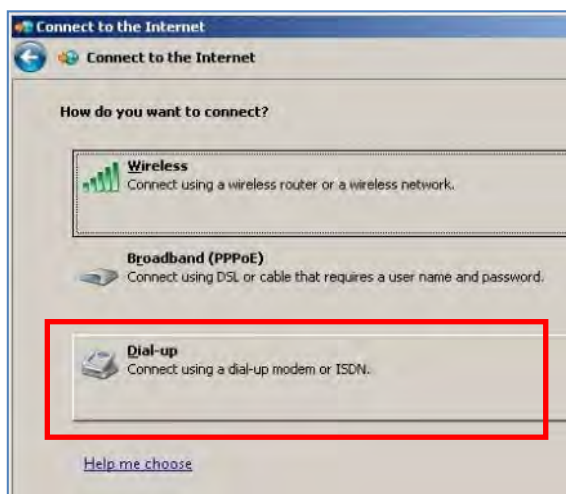 Connect to the Internet
Connect to the Internet
How do you want to connect?
Wireless
Connect using a wireless router or a wireless network.
Broadband (PPPoE)
Connect using DSL or cable that requires a user name and password.
Dial-up
Connect using a dial-up modem or ISDN.
Help me choose